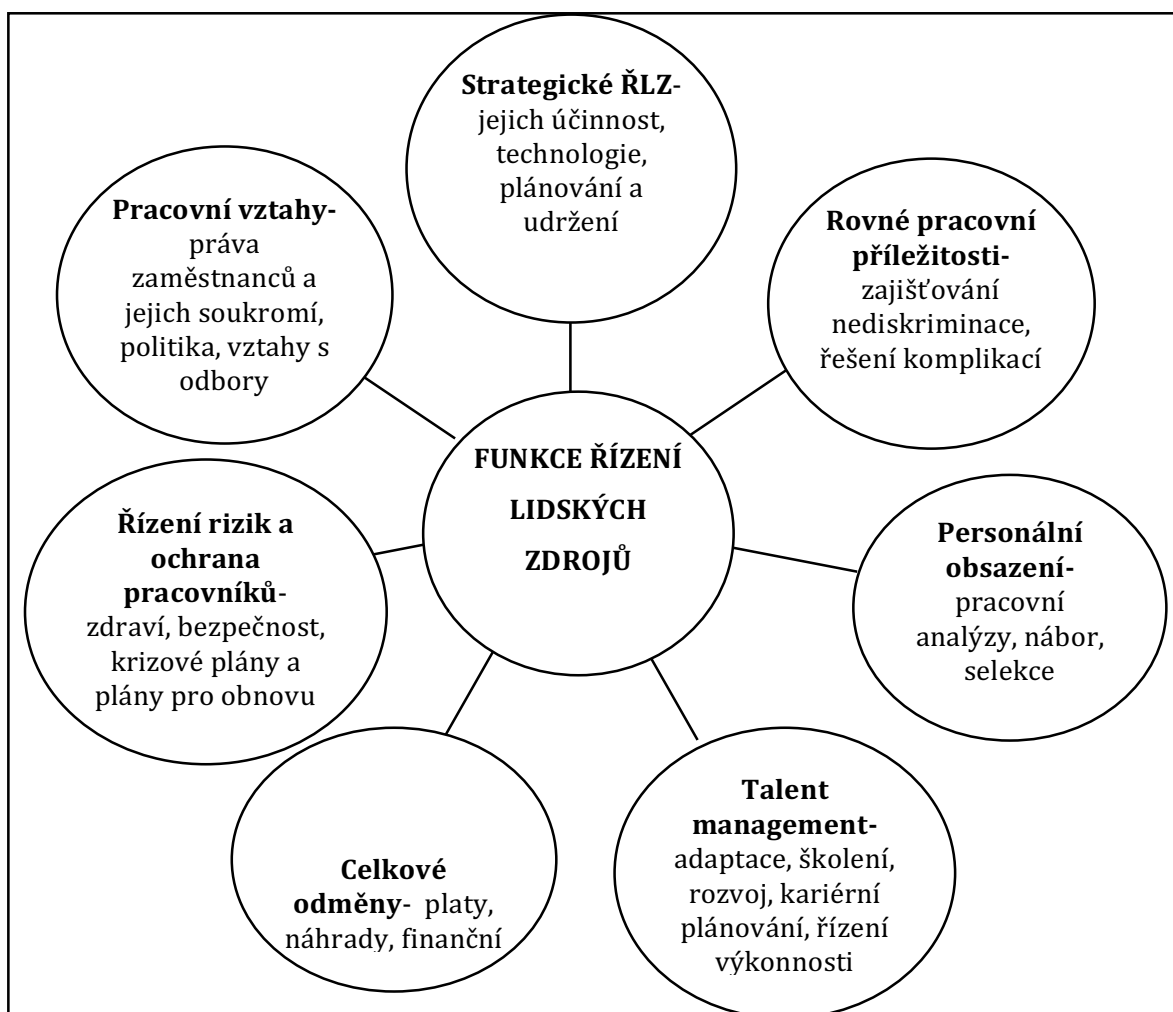 Strategické ŘLZ-
jejich účinnost,
technologie,
plánování a
udržení
Pracovní vztahy-
práva
zaměstnanců a
jejich soukromí,
politika, vztahy s
odbory
Rovné pracovní
příležitosti-
zajišťování
nediskriminace,
řešení komplikací
FUNKCE ŘÍZENÍ
LIDSKÝCH
ZDROJŮ
Řízení rizik a
ochrana
pracovníků-
zdraví, bezpečnost,
krizové plány a
plány pro obnovu
Personální
obsazení-
pracovní
analýzy, nábor,
selekce
Celkové
odměny- platy,
náhrady, finanční
Talent
management-
adaptace, školení,
rozvoj, kariérní
plánování, řízení
výkonnosti